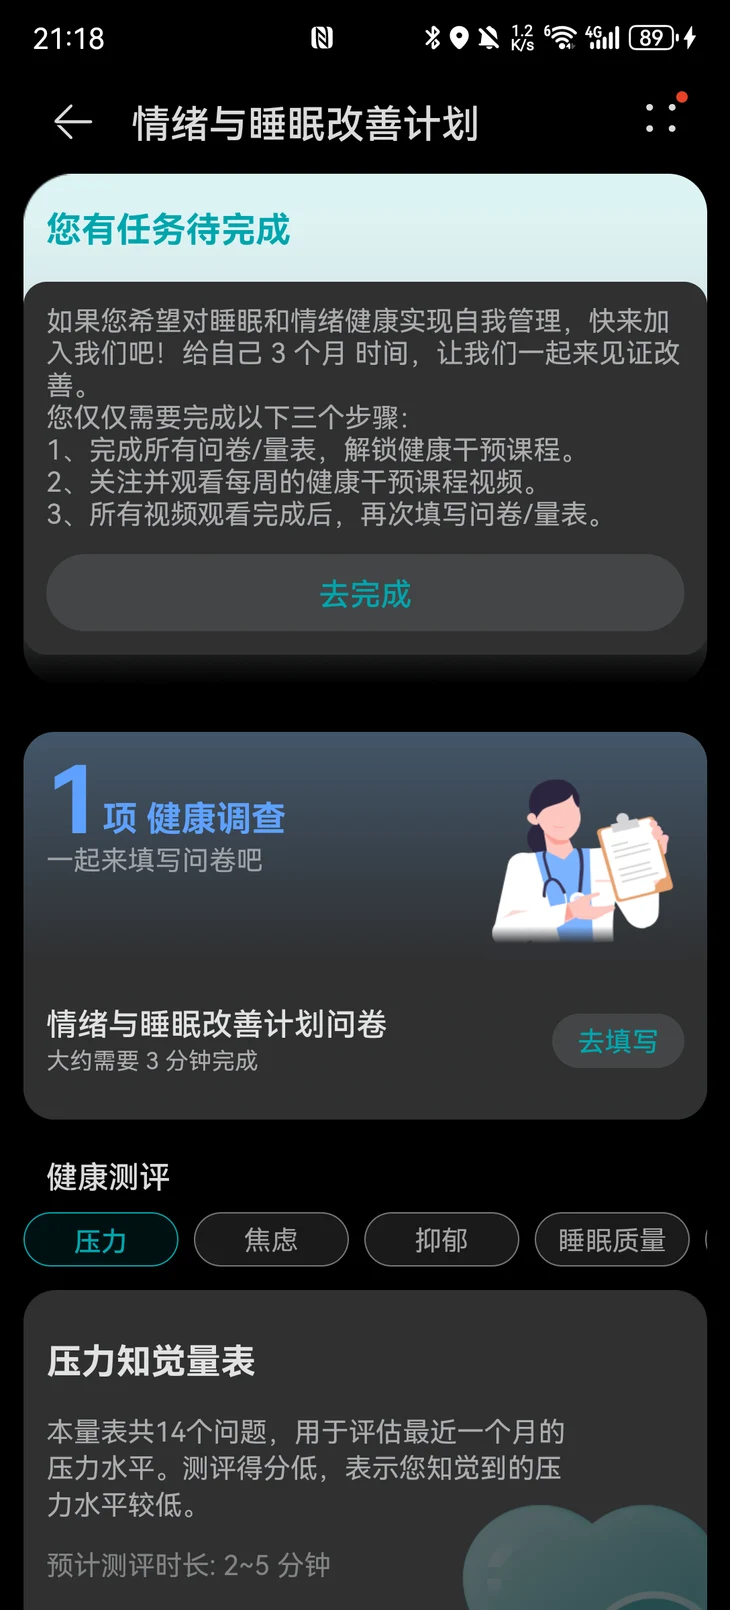 21:18
1.2
K/s
6
4G
89
情绪与睡眠改善计划
您有任务待完成
如果您希望对睡眠和情绪健康实现自我管理，快来加
入我们吧！给自己 3 个月 时间，让我们一起来见证改
善。
您仅仅需要完成以下三个步骤：
1、完成所有问卷/量表，解锁健康干预课程。
2、关注并观看每周的健康干预课程视频。
3、所有视频观看完成后，再次填写问卷/量表。
去完成
1项 健康调查
一起来填写问卷吧
情绪与睡眠改善计划问卷
大约需要 3 分钟完成
去填写
健康测评
压力 焦虑 抑郁 睡眠质量
压力知觉量表
本量表共14个问题，用于评估最近一个月的
压力水平。测评得分低，表示您知觉到的压
力水平较低。
预计测评时长: 2~5 分钟